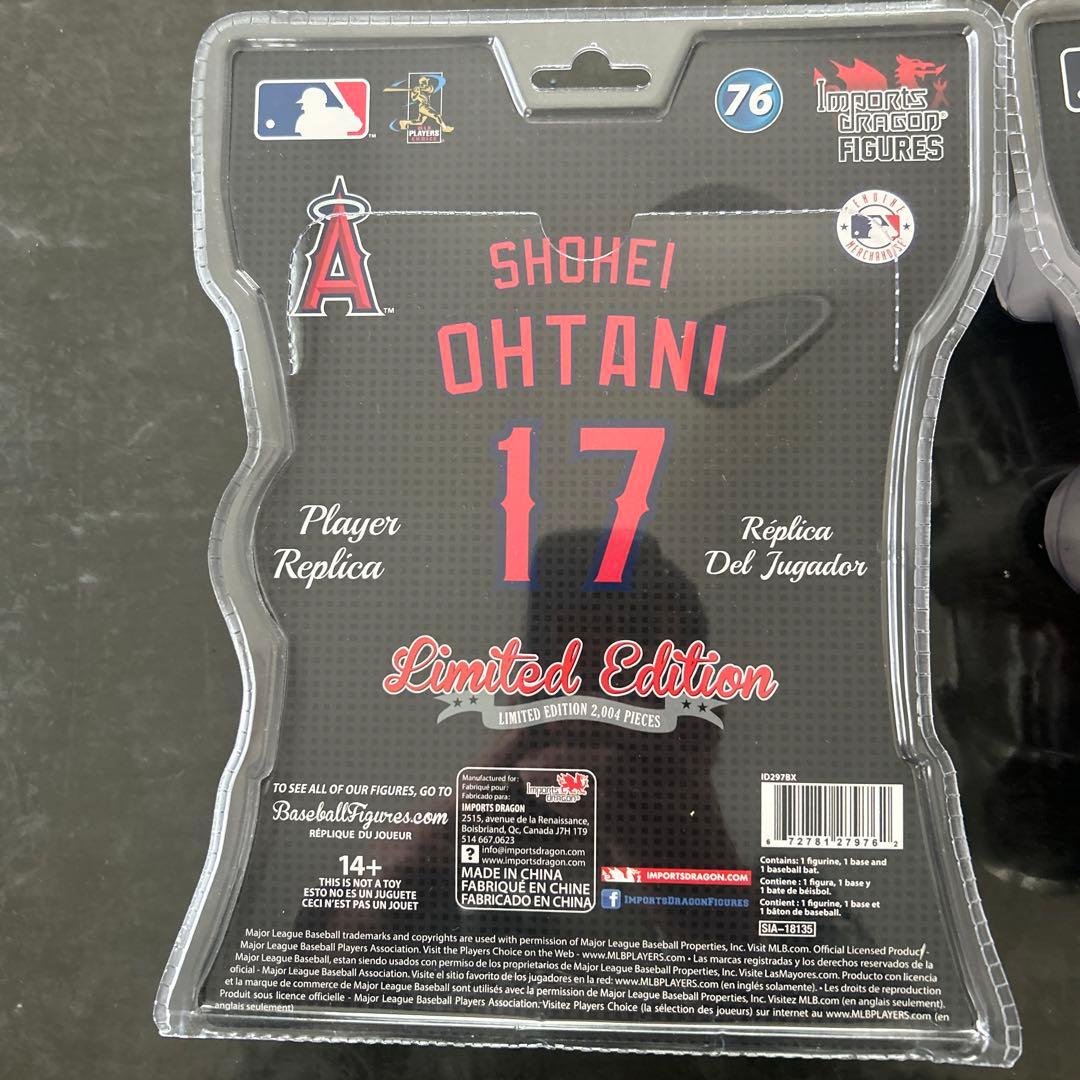 MLB PLAYERS CHOICE
76
Imports DRAGON
FIGURES
A
GENUINE MERCHANDISE
SHOHEI
OHTANI
17
Player
Replica
Réplica
Del Jugador
Limited Edition
LIMITED EDITION 2,004 PIECES
TO SEE ALL OF OUR FIGURES, GO TO
BaseballFigures.com
RÉPLIQUE DU JOUEUR
14+
THIS IS NOT A TOY
ESTO NO ES UN JUGUETE
CECI N'EST PAS UN JOUET
Manufactured for:
Fabriqué pour:
Fabricado para:
Imports DRAGON
IMPORTS DRAGON
2515, avenue de la Renaissance,
Boisbriand, Qc, Canada J7H 1T9
514 667.0623
? info@importsdragon.com
www.importsdragon.com
MADE IN CHINA
FABRIQUÉ EN CHINE
FABRICADO EN CHINA
IMPORTSDRAGON.COM
f IMPORTSDRAGONFIGURES
ID297BX
6 72781 27976 2
Contains: 1 figurine, 1 base and
1 baseball bat.
Contiene : 1 figura, 1 base y
1 bate de béisbol.
Contient : 1 figurine, 1 base et
1 bâton de baseball.
SIA-18135
Major League Baseball trademarks and copyrights are used with permission of Major League Baseball Properties, Inc. Visit MLB.com. Official Licensed Product -
Major League Baseball Players Association. Visit the Players Choice on the Web - www.MLBPLAYERS.com • Las marcas registradas y los derechos reservados de la
Major League Baseball, estan siendo usados con permiso de los proprietarios de Major League Baseball Properties, Inc. Visite LasMayores.com. Producto con licencia
oficial - Major League Baseball Association. Visite el sitio favorito de los jugadores en la red: www.MLBPLAYERS.com (en inglés solamente). • Les droits de reproduction
et la marque de commerce de Major League Baseball sont utilisés avec la permission de Major League Baseball Properties, Inc. Visitez MLB.com (en anglais seulement).
Produit sous licence officielle - Major League Baseball Players Association. Visitez Players Choice (la sélection des joueurs) sur internet au www.MLBPLAYERS.com (en
anglais seulement)